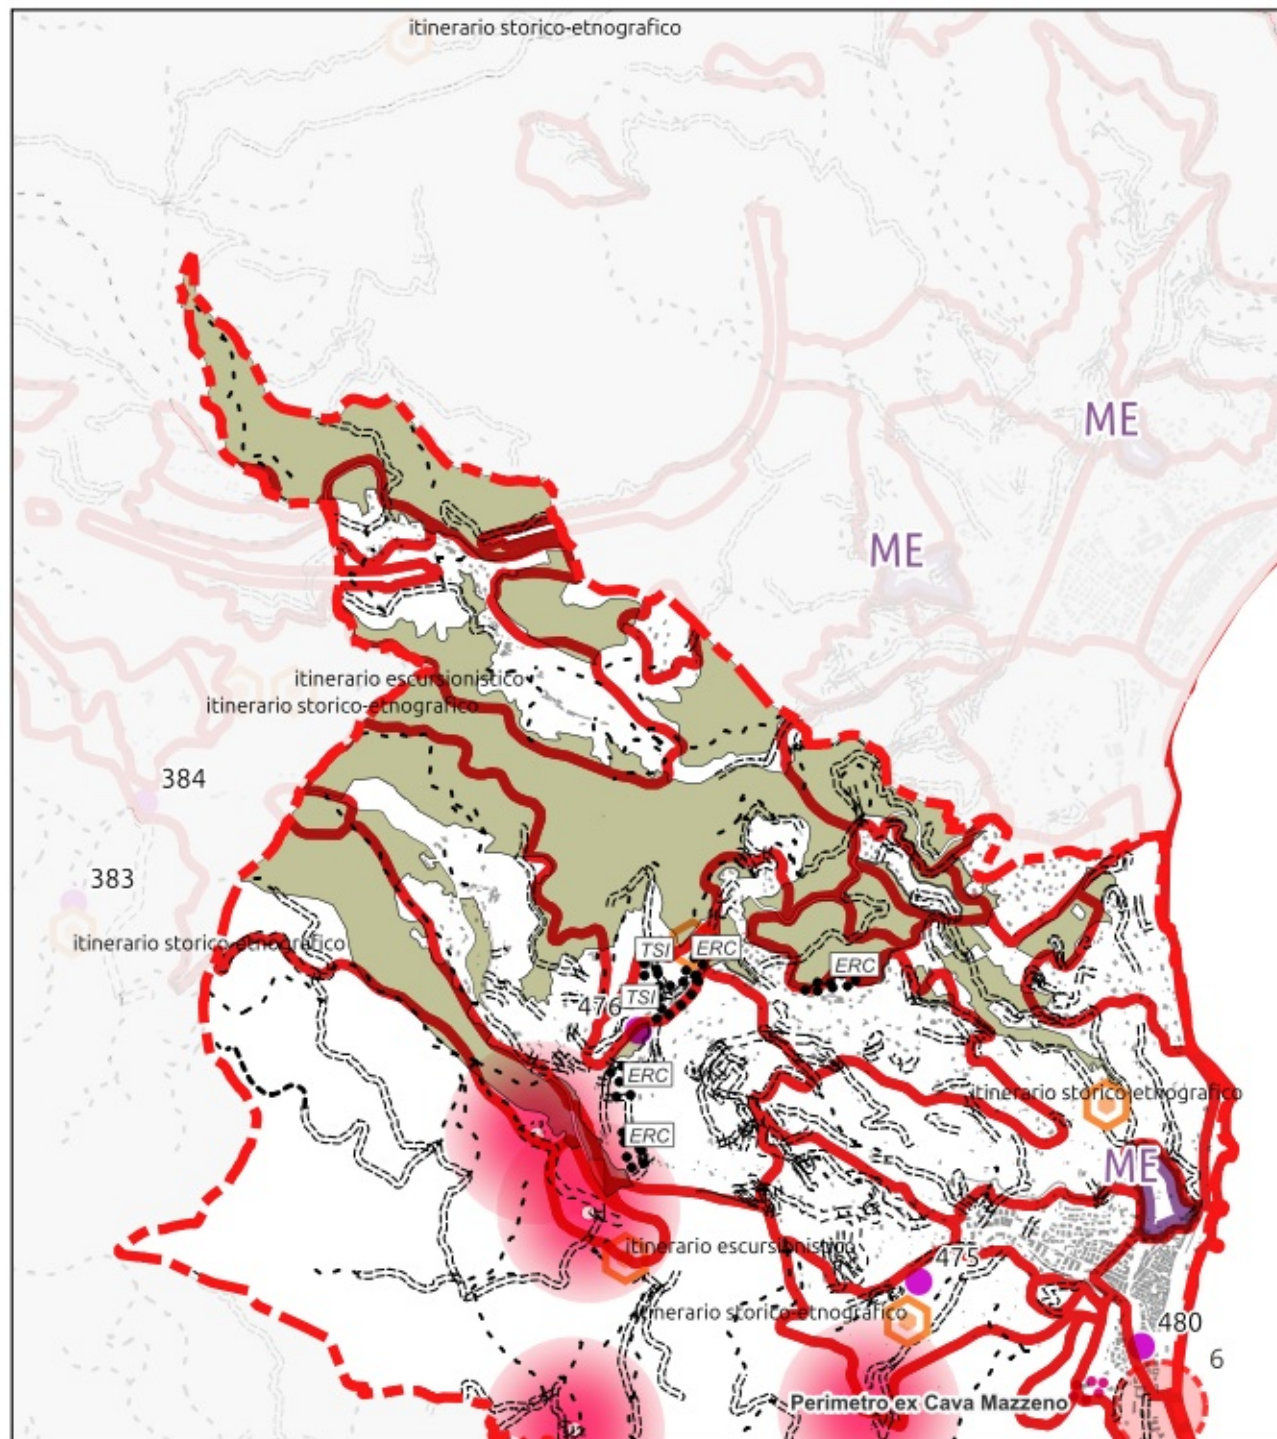 itinerario storico-etnografico
ME
ME
itinerario escursionistico
itinerario storico-etnografico
384
383
itinerario storico-etnografico
TSI
ERC
ERC
TSI
476
ERC
itinerario storico-etnografico
ERC
ME
itinerario escursionistico
475
itinerario storico-etnografico
480
6
Perimetro ex Cava Mazzeno